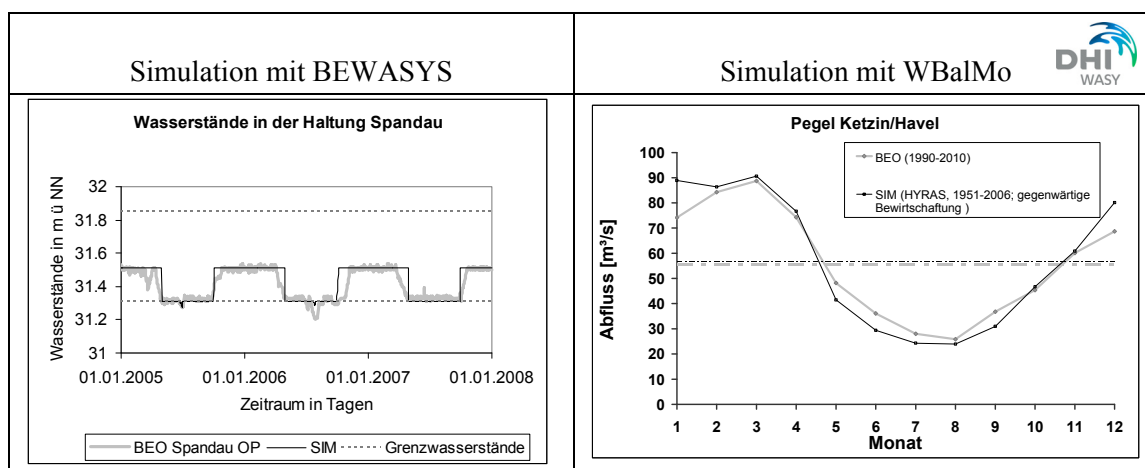 Simulation mit BEWASYS
Simulation mit WBalMo
DHI
WASY
Wasserstände in der Haltung Spandau
Wasserstände in m ü NN
32
31.8
31.6
31.4
31.2
31
01.01.2005
01.01.2006
01.01.2007
01.01.2008
Zeitraum in Tagen
BEO Spandau OP
SIM
Grenzwasserstände
Pegel Ketzin/Havel
BEO (1990-2010)
SIM (HYRAS, 1951-2006; gegenwärtige
Bewirtschaftung )
Abfluss [m³/s]
100
90
80
70
60
50
40
30
20
10
0
1 2 3 4 5 6 7 8 9 10 11 12
Monat